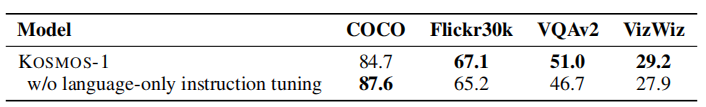 Model COCO Flickr30k VQAv2 VizWiz
KOSMOS-1 84.7 67.1 51.0 29.2
w/o language-only instruction tuning 87.6 65.2 46.7 27.9